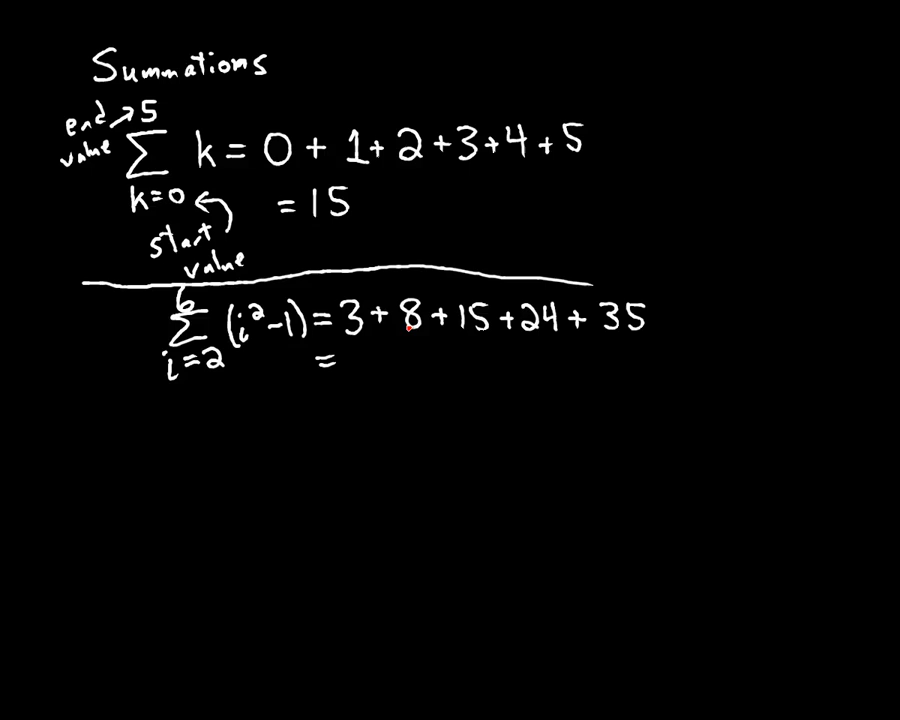 Summations
end → 5
value ∑ k = 0 + 1 + 2 + 3 + 4 + 5
k=0 = 15
start
value
6
∑ (i²-1) = 3 + 8 + 15 + 24 + 35
i=2 =